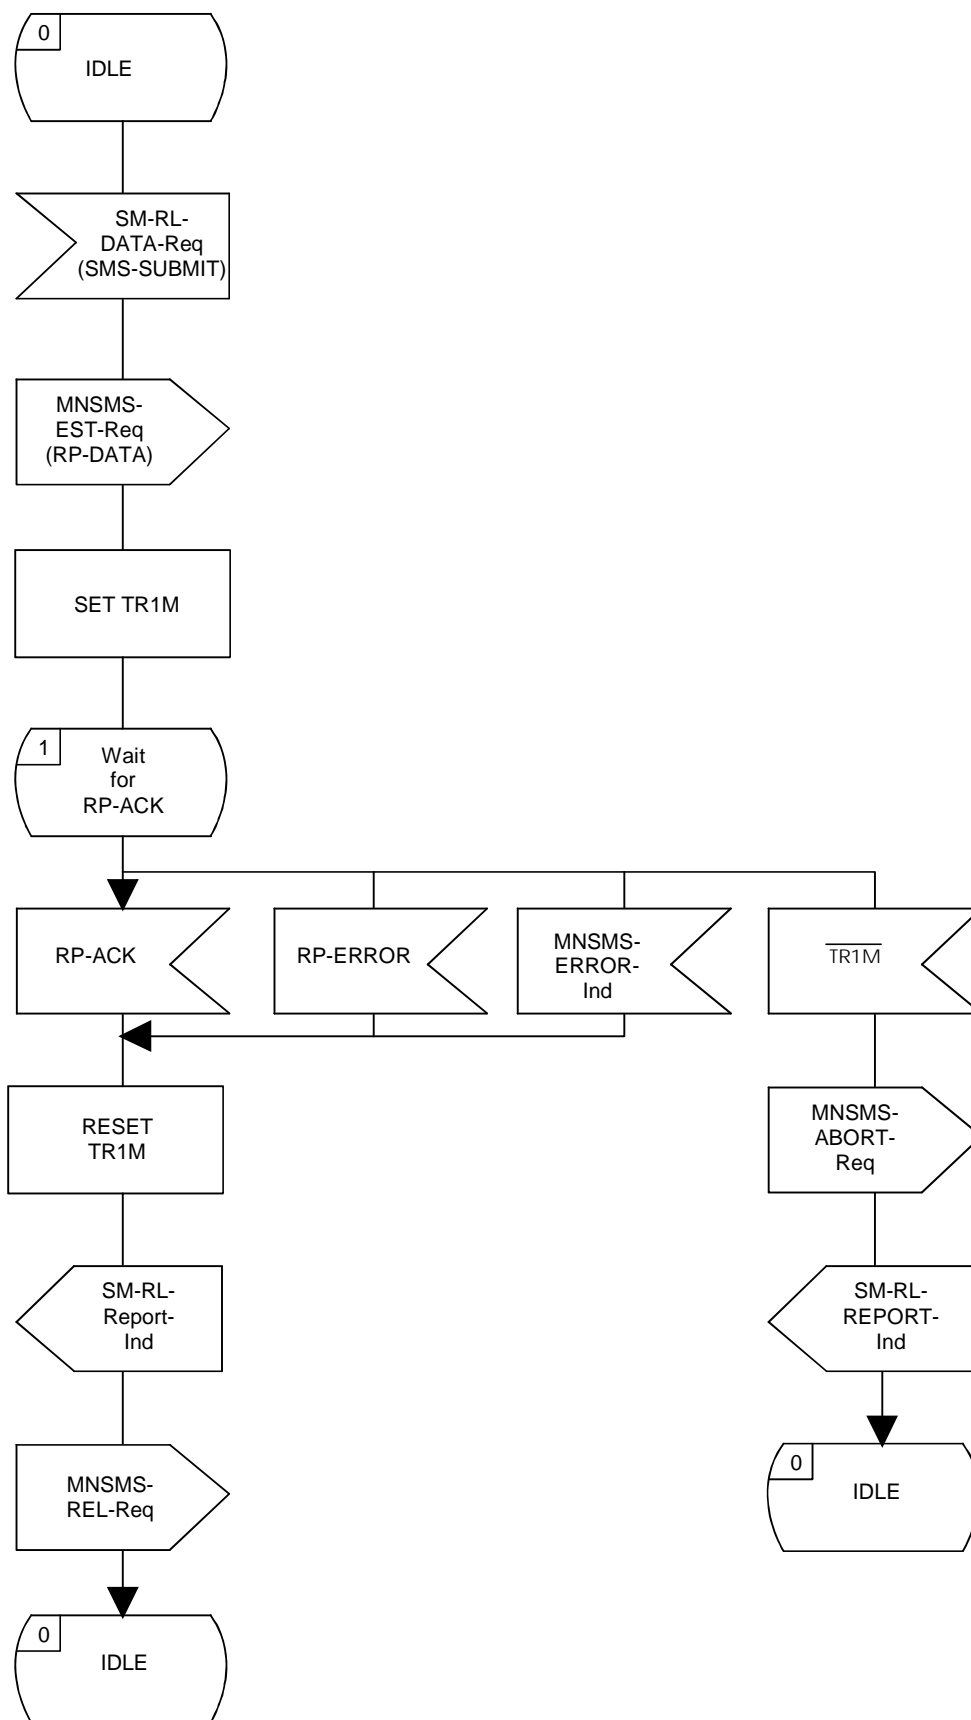 0
IDLE
SM-RL-
DATA-Req
(SMS-SUBMIT)
MNSMS-
EST-Req
(RP-DATA)
SET TR1M
1
Wait
for
RP-ACK
RP-ACK
RP-ERROR
MNSMS-
ERROR-
Ind
TR1M
RESET
TR1M
MNSMS-
ABORT-
Req
SM-RL-
Report-
Ind
SM-RL-
REPORT-
Ind
MNSMS-
REL-Req
0
IDLE
0
IDLE